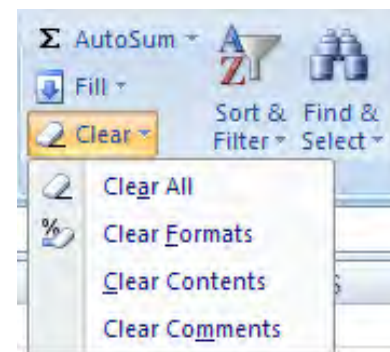 Σ AutoSum
Fill
Clear
Sort & Filter
Find & Select
Clear All
Clear Formats
Clear Contents
Clear Comments